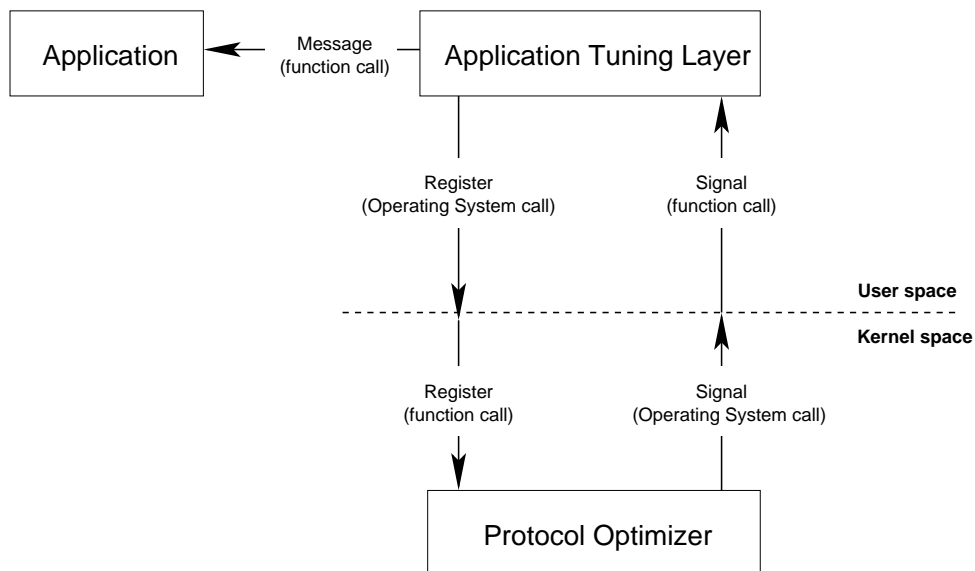 Application
Message
(function call)
Application Tuning Layer
Register
(Operating System call)
Signal
(function call)
User space
Kernel space
Register
(function call)
Signal
(Operating System call)
Protocol Optimizer